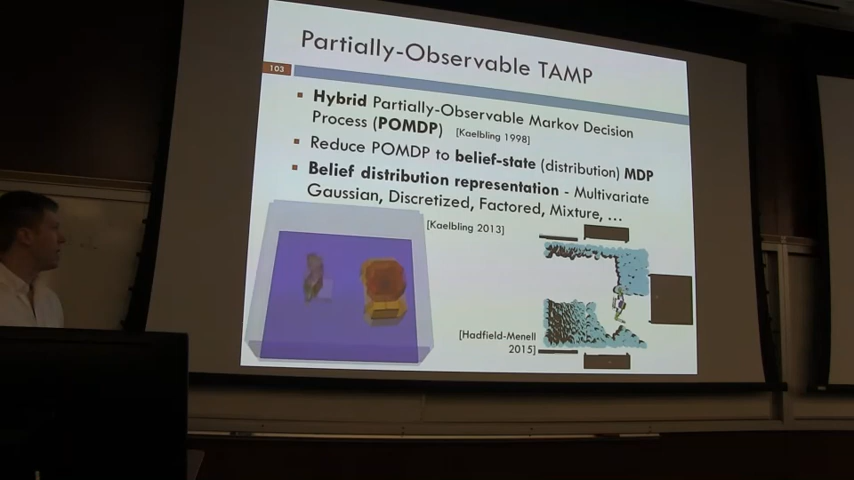 Partially-Observable TAMP
103
Hybrid Partially-Observable Markov Decision
Process (POMDP) [Kaelbling 1998]
Reduce POMDP to belief-state (distribution) MDP
Belief distribution representation - Multivariate
Gaussian, Discretized, Factored, Mixture, ...
[Kaelbling 2013]
[Hadfield-Menell
2015]